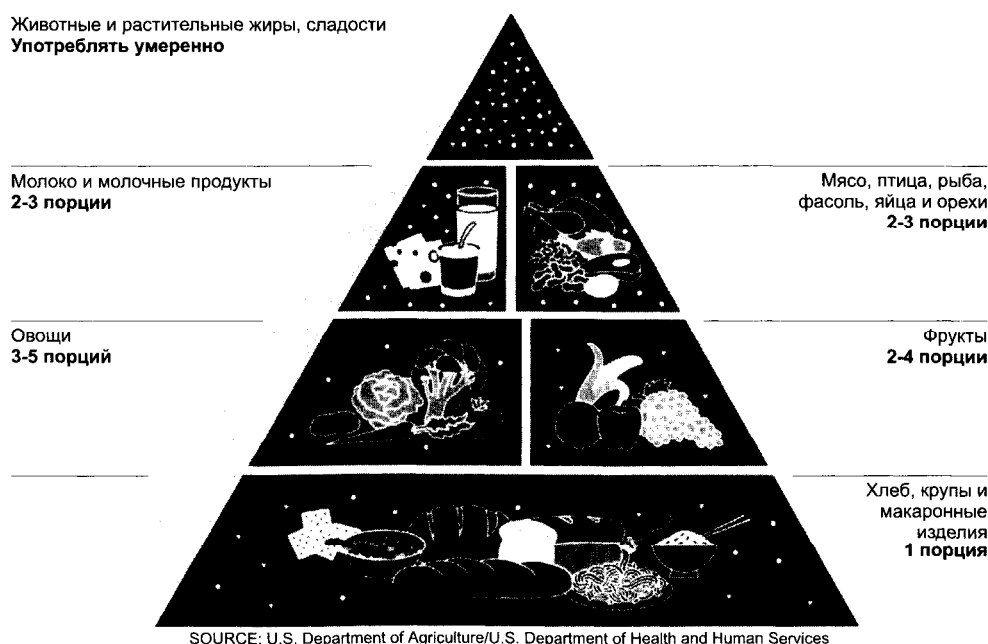 Животные и растительные жиры, сладости
Употреблять умеренно
Молоко и молочные продукты
2-3 порции
Мясо, птица, рыба,
фасоль, яйца и орехи
2-3 порции
Овощи
3-5 порций
Фрукты
2-4 порции
Хлеб, крупы и
макаронные
изделия
1 порция
SOURCE: U.S. Department of Agriculture/U.S. Department of Health and Human Services